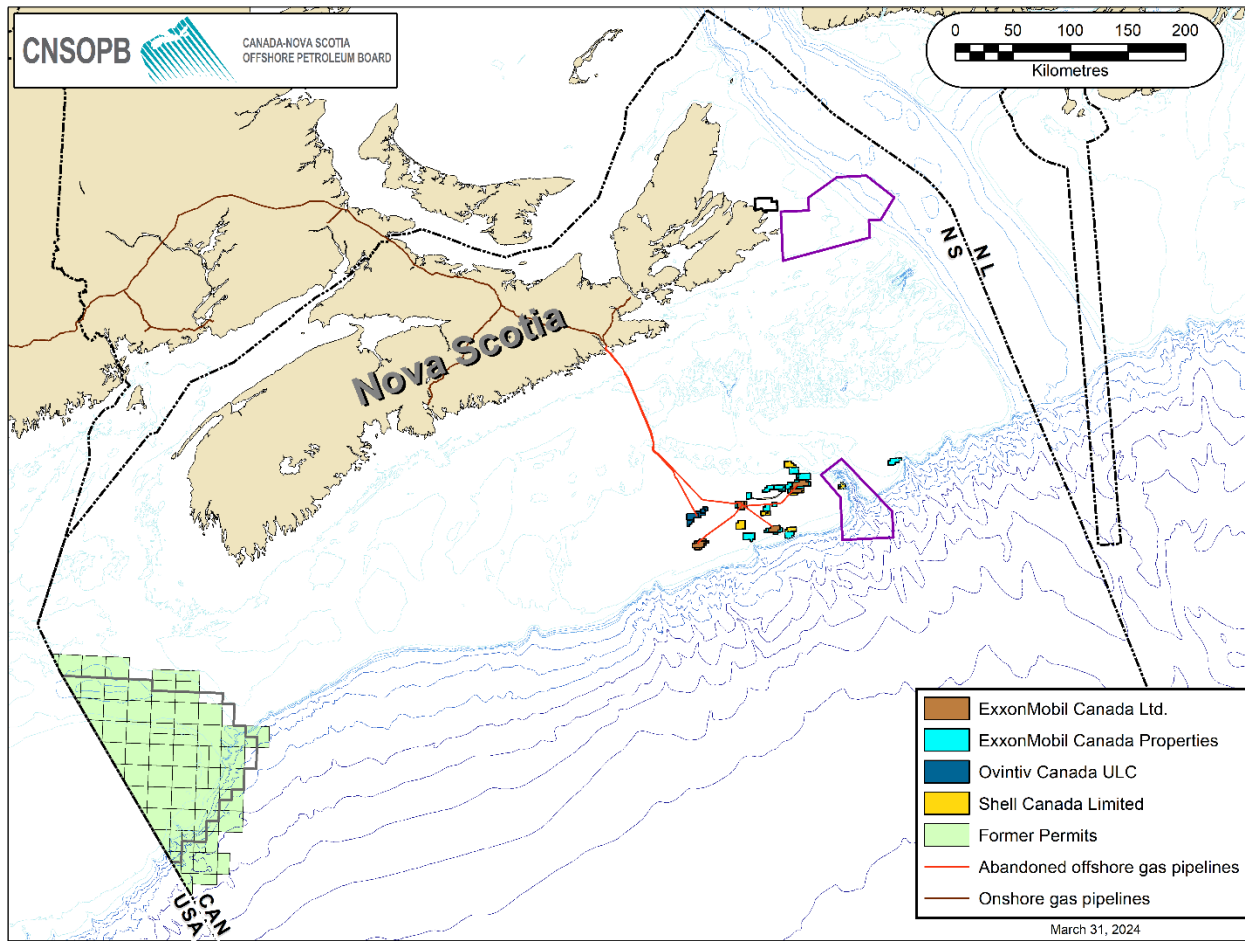 CNSOPB
CANADA-NOVA SCOTIA
OFFSHORE PETROLEUM BOARD
0 50 100 150 200
Kilometres
NS NL
Nova Scotia
CAN
USA
ExxonMobil Canada Ltd.
ExxonMobil Canada Properties
Ovintiv Canada ULC
Shell Canada Limited
Former Permits
Abandoned offshore gas pipelines
Onshore gas pipelines
March 31, 2024